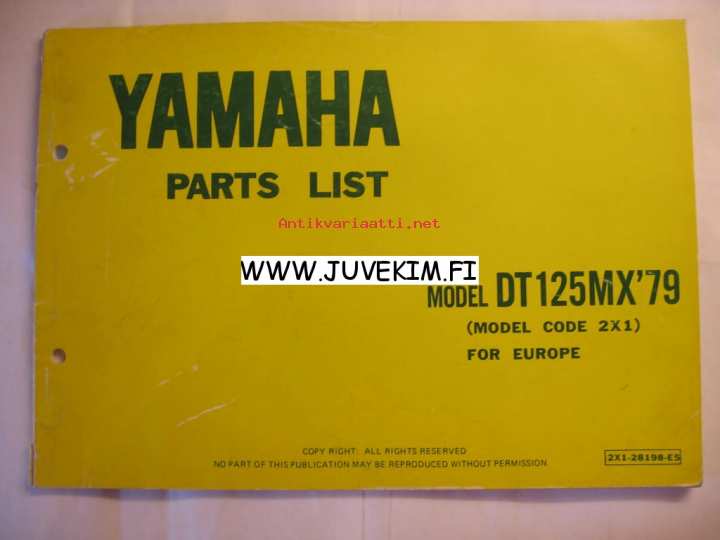 YAMAHA
PARTS LIST
Antikvariaatti.net
WWW.JUVEKIM.FI
MODEL DT125MX'79
(MODEL CODE 2X1)
FOR EUROPE
COPY RIGHT: ALL RIGHTS RESERVED
NO PART OF THIS PUBLICATION MAY BE REPRODUCED WITHOUT PERMISSION
2X1-28198-E5